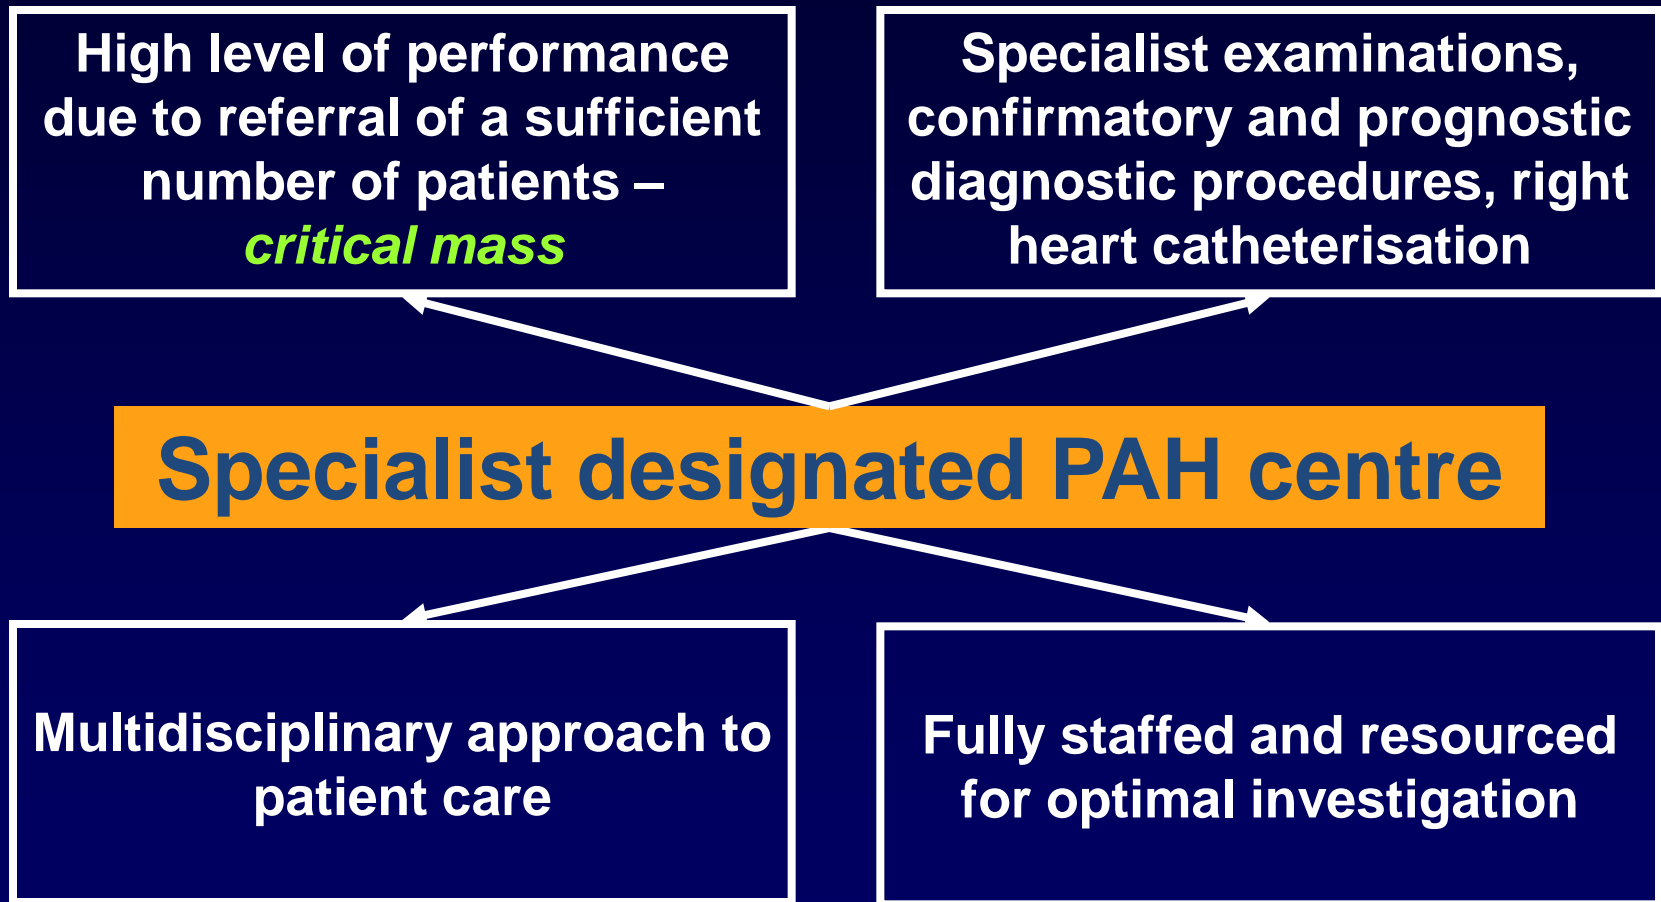 High level of performance
due to referral of a sufficient
number of patients –
critical mass
Specialist examinations,
confirmatory and prognostic
diagnostic procedures, right
heart catheterisation
Specialist designated PAH centre
Multidisciplinary approach to
patient care
Fully staffed and resourced
for optimal investigation